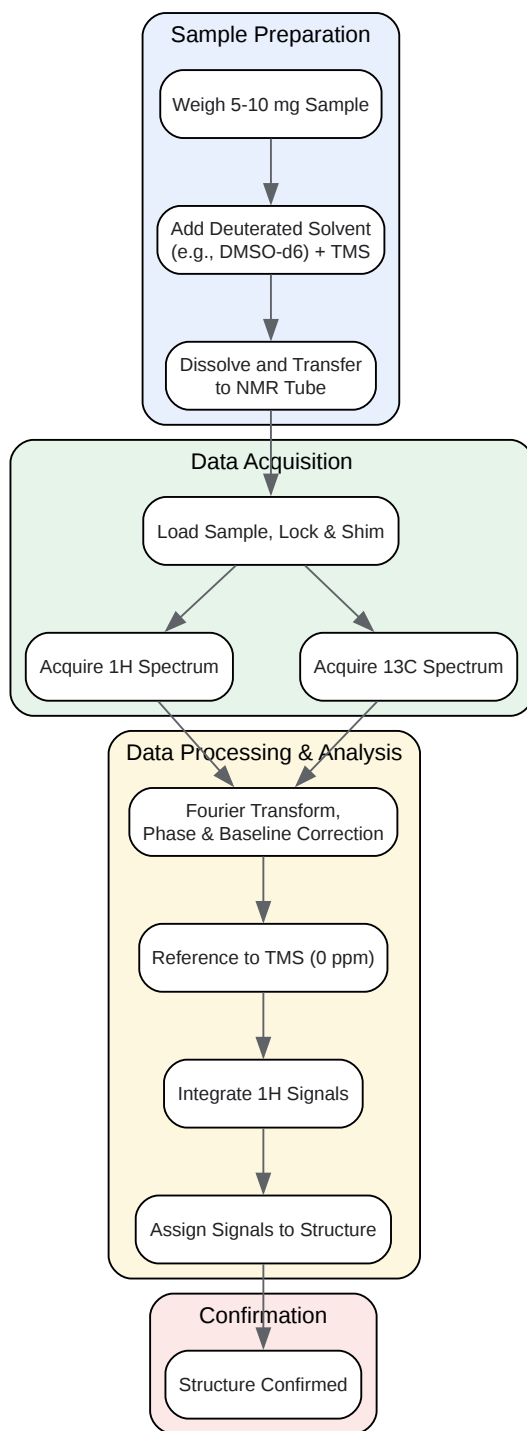 Sample Preparation
Weigh 5-10 mg Sample
Add Deuterated Solvent
(e.g., DMSO-d6) + TMS
Dissolve and Transfer
to NMR Tube
Data Acquisition
Load Sample, Lock & Shim
Acquire 1H Spectrum
Acquire 13C Spectrum
Data Processing & Analysis
Fourier Transform,
Phase & Baseline Correction
Reference to TMS (0 ppm)
Integrate 1H Signals
Assign Signals to Structure
Confirmation
Structure Confirmed